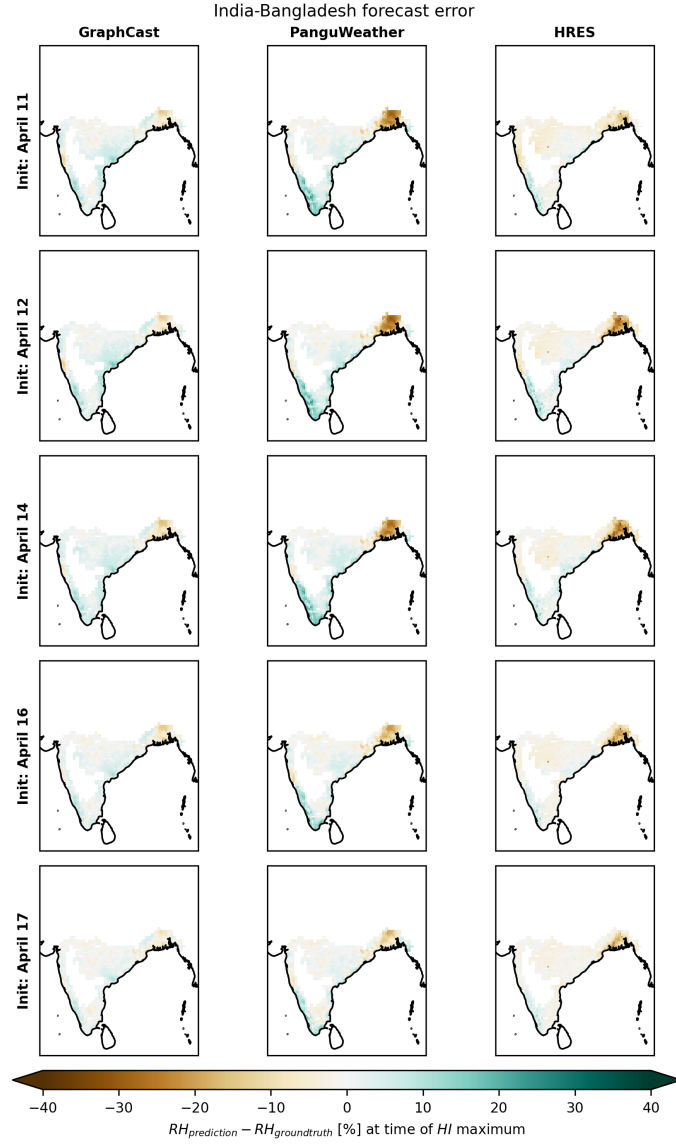 India-Bangladesh forecast error
GraphCast PanguWeather HRES
Init: April 11
Init: April 12
Init: April 14
Init: April 16
Init: April 17
−40 −30 −20 −10 0 10 20 30 40
RH_prediction − RH_groundtruth [%] at time of HI maximum